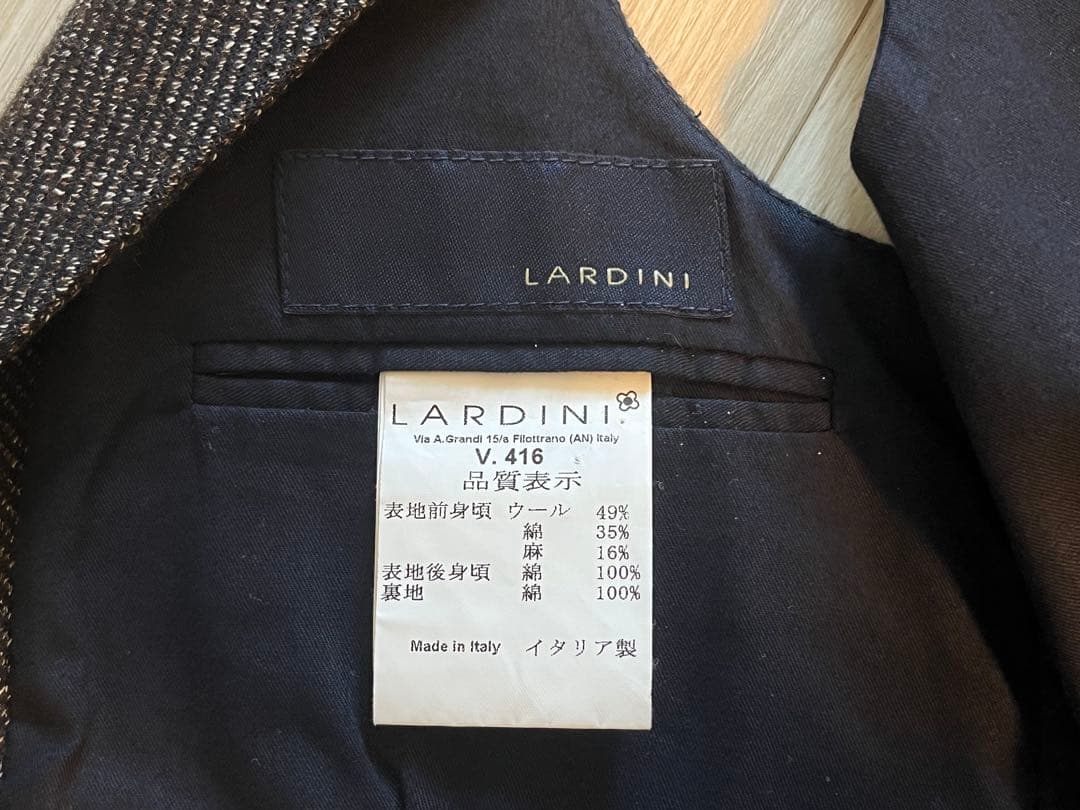 LARDINI
LARDINI
Via A.Grandi 15/a Filottrano (AN) Italy
V. 416
品質表示
表地前身頃 ウール 49%
綿 35%
麻 16%
表地後身頃 綿 100%
裏地 綿 100%
Made in Italy イタリア製